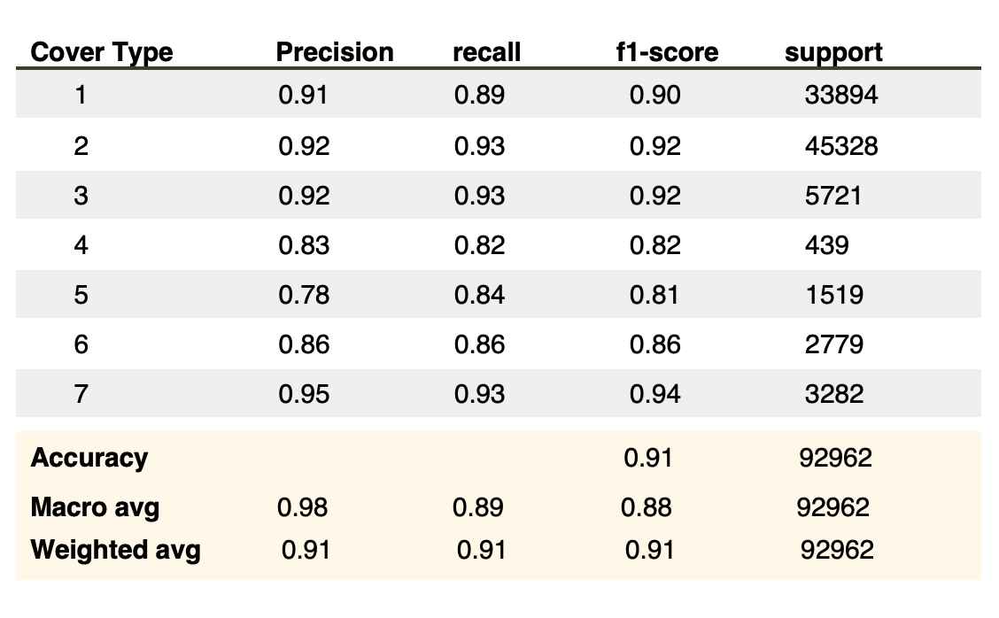 Cover Type Precision recall f1-score support
1 0.91 0.89 0.90 33894
2 0.92 0.93 0.92 45328
3 0.92 0.93 0.92 5721
4 0.83 0.82 0.82 439
5 0.78 0.84 0.81 1519
6 0.86 0.86 0.86 2779
7 0.95 0.93 0.94 3282
Accuracy 0.91 92962
Macro avg 0.98 0.89 0.88 92962
Weighted avg 0.91 0.91 0.91 92962